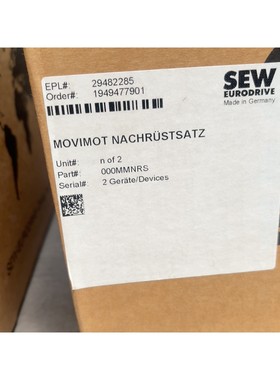 EPL#: 29482285
Order#: 1949477901
SEW
EURODRIVE
Made in Germany
MOVIMOT NACHRÜSTSATZ
Unit#: n of 2
Part#: 000MMNRS
Serial#: 2 Geräte/Devices